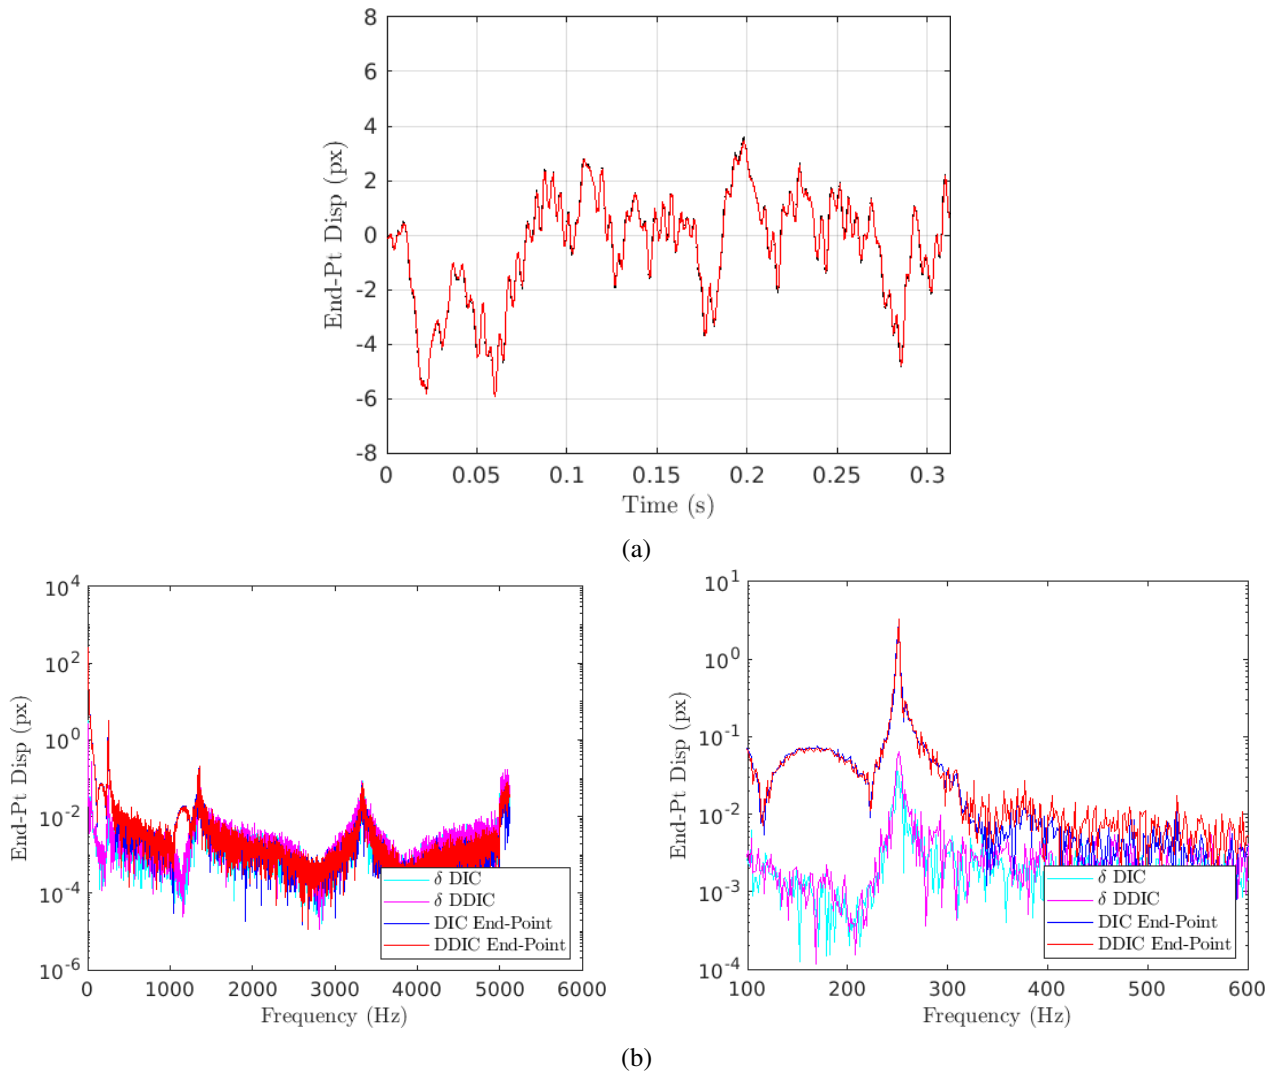 8
6
4
2
0
-2
-4
-6
-8
End-Pt Disp (px)
0 0.05 0.1 0.15 0.2 0.25 0.3
Time (s)
(a)
10^4
10^2
10^0
10^-2
10^-4
10^-6
End-Pt Disp (px)
δ DIC
δ DDIC
DIC End-Point
DDIC End-Point
0 1000 2000 3000 4000 5000 6000
Frequency (Hz)
10^1
10^0
10^-1
10^-2
10^-3
10^-4
End-Pt Disp (px)
δ DIC
δ DDIC
DIC End-Point
DDIC End-Point
100 200 300 400 500 600
Frequency (Hz)
(b)